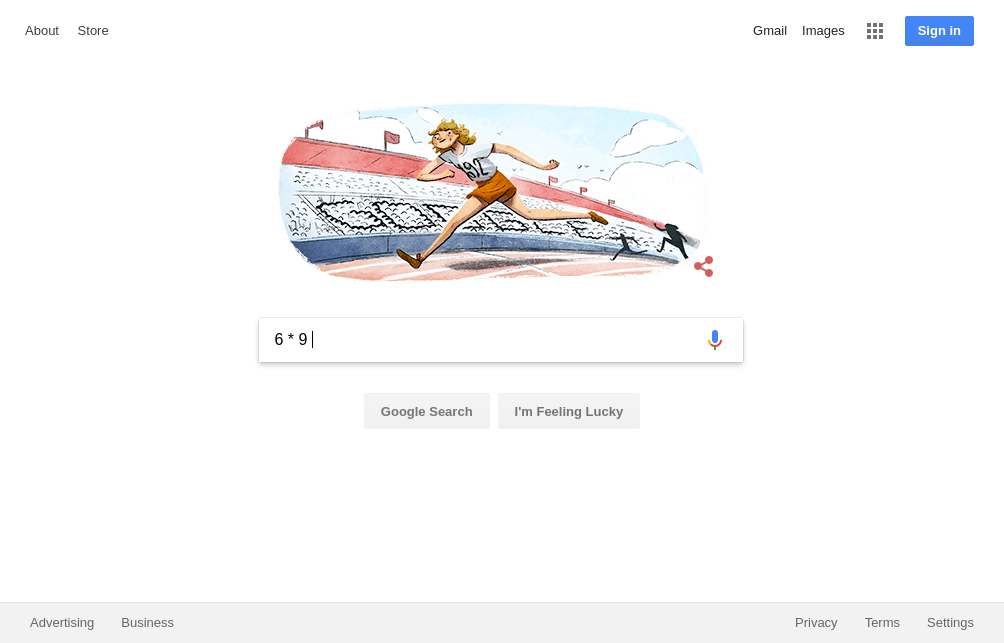 About Store Gmail Images Sign in
692
6 * 9
Google Search I'm Feeling Lucky
Advertising Business Privacy Terms Settings